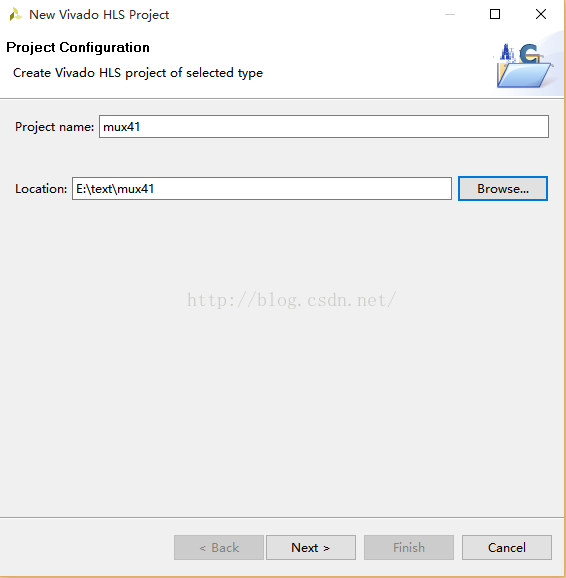 New Vivado HLS Project
Project Configuration
Create Vivado HLS project of selected type
Project name: mux41
Location: E:\text\mux41 Browse...
http://blog.csdn.net/
< Back Next > Finish Cancel